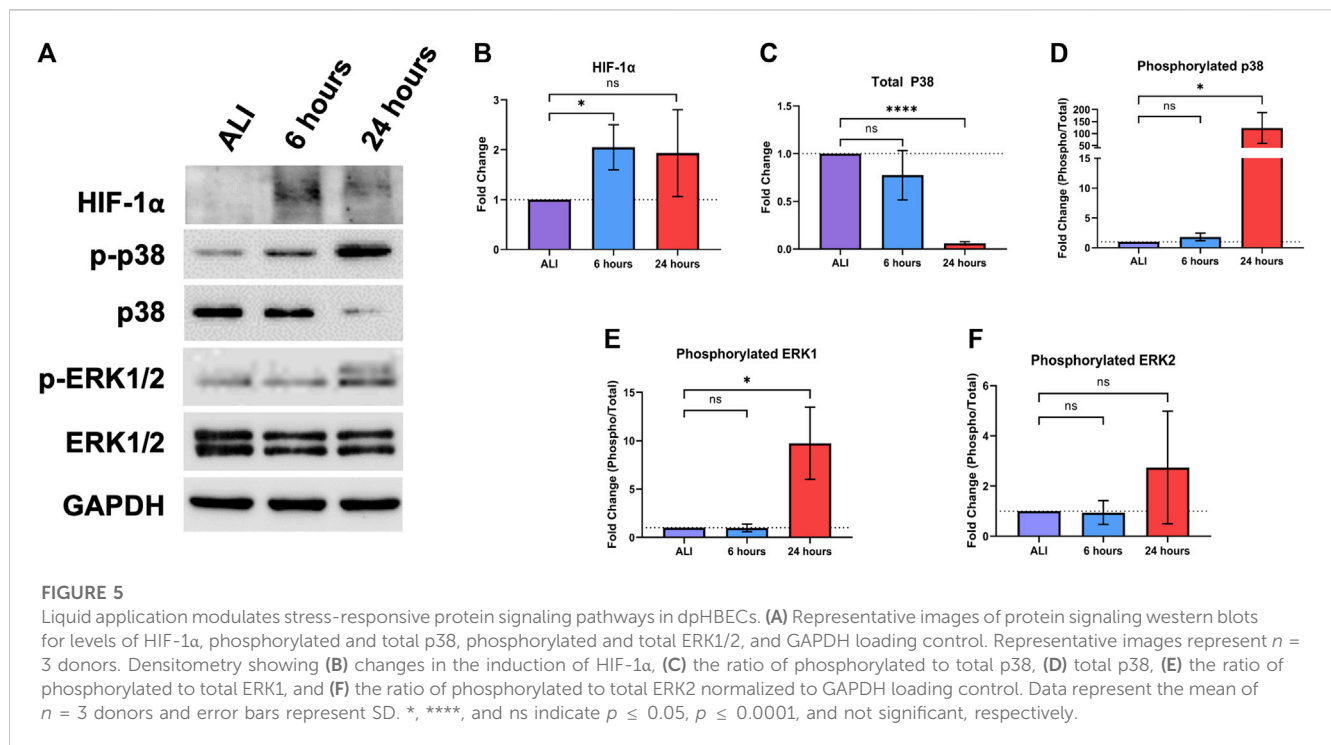 A
ALI
6 hours
24 hours
HIF-1α
p-p38
p38
p-ERK1/2
ERK1/2
GAPDH
B
HIF-1α
ns
*
Fold Change
3
2
1
0
ALI
6 hours
24 hours
C
Total P38
****
ns
Fold Change
1.5
1.0
0.5
0.0
ALI
6 hours
24 hours
D
Phosphorylated p38
*
ns
Fold Change (Phospho/Total)
200
150
100
50
15
10
5
0
ALI
6 hours
24 hours
E
Phosphorylated ERK1
*
ns
Fold Change (Phospho/Total)
15
10
5
0
ALI
6 hours
24 hours
F
Phosphorylated ERK2
ns
ns
Fold Change (Phospho/Total)
6
4
2
0
ALI
6 hours
24 hours
FIGURE 5
Liquid application modulates stress-responsive protein signaling pathways in dpHBECs. (A) Representative images of protein signaling western blots
for levels of HIF-1α, phosphorylated and total p38, phosphorylated and total ERK1/2, and GAPDH loading control. Representative images represent n =
3 donors. Densitometry showing (B) changes in the induction of HIF-1α, (C) the ratio of phosphorylated to total p38, (D) total p38, (E) the ratio of
phosphorylated to total ERK1, and (F) the ratio of phosphorylated to total ERK2 normalized to GAPDH loading control. Data represent the mean of
n = 3 donors and error bars represent SD. *, ****, and ns indicate p ≤ 0.05, p ≤ 0.0001, and not significant, respectively.